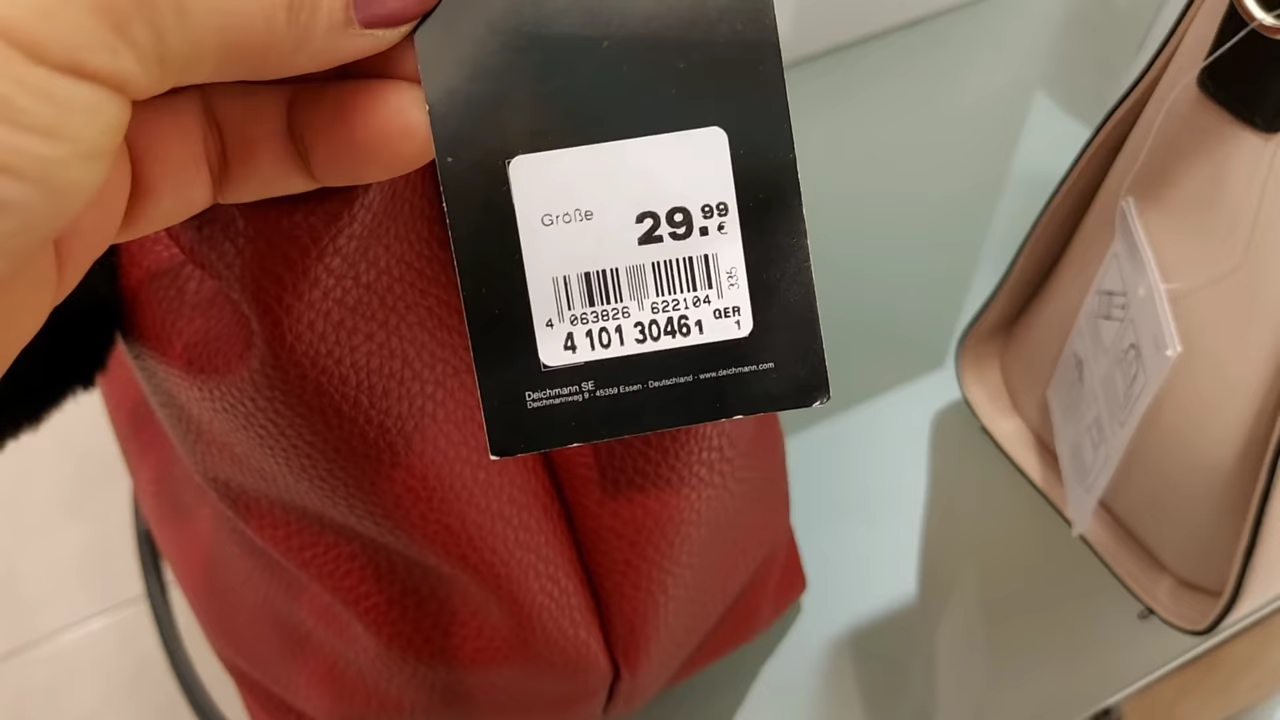 Größe
29.99 €
335
4 063826 622104
4 101 30461
GER
1
Deichmann SE
Deichmannweg 9 - 45359 Essen - Deutschland - www.deichmann.com